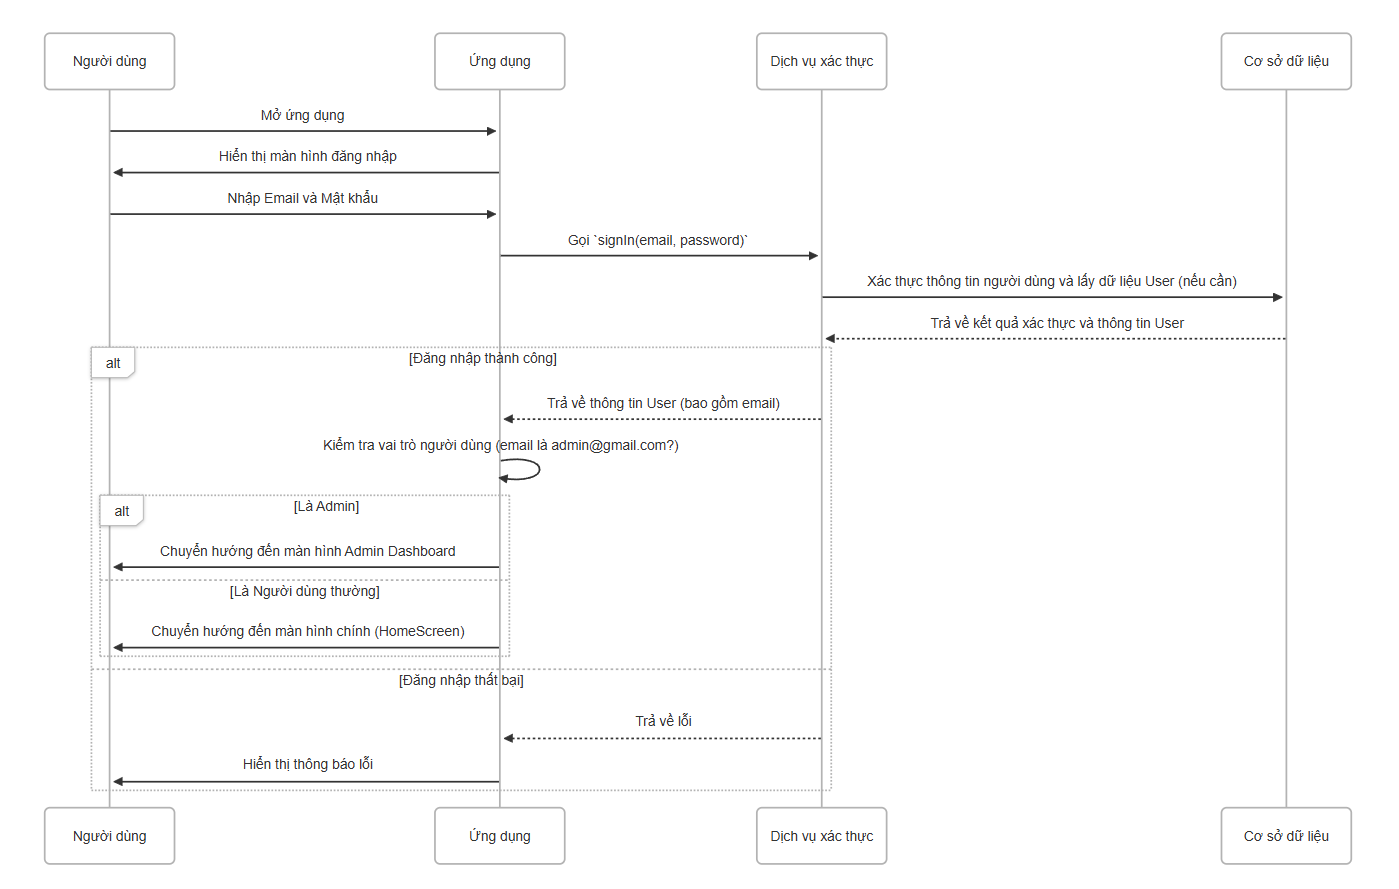 Người dùng
Ứng dụng
Dịch vụ xác thực
Cơ sở dữ liệu
Mở ứng dụng
Hiển thị màn hình đăng nhập
Nhập Email và Mật khẩu
Gọi `signIn(email, password)`
Xác thực thông tin người dùng và lấy dữ liệu User (nếu cần)
Trả về kết quả xác thực và thông tin User
alt
[Đăng nhập thành công]
Trả về thông tin User (bao gồm email)
Kiểm tra vai trò người dùng (email là admin@gmail.com?)
alt
[Là Admin]
Chuyển hướng đến màn hình Admin Dashboard
[Là Người dùng thường]
Chuyển hướng đến màn hình chính (HomeScreen)
[Đăng nhập thất bại]
Trả về lỗi
Hiển thị thông báo lỗi
Người dùng
Ứng dụng
Dịch vụ xác thực
Cơ sở dữ liệu